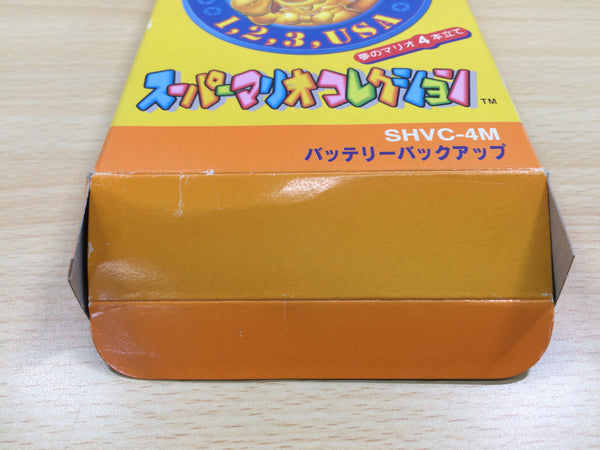 1, 2, 3, USA
夢のマリオ4本立て
スーパーマリオコレクション TM
SHVC-4M
バッテリーバックアップ